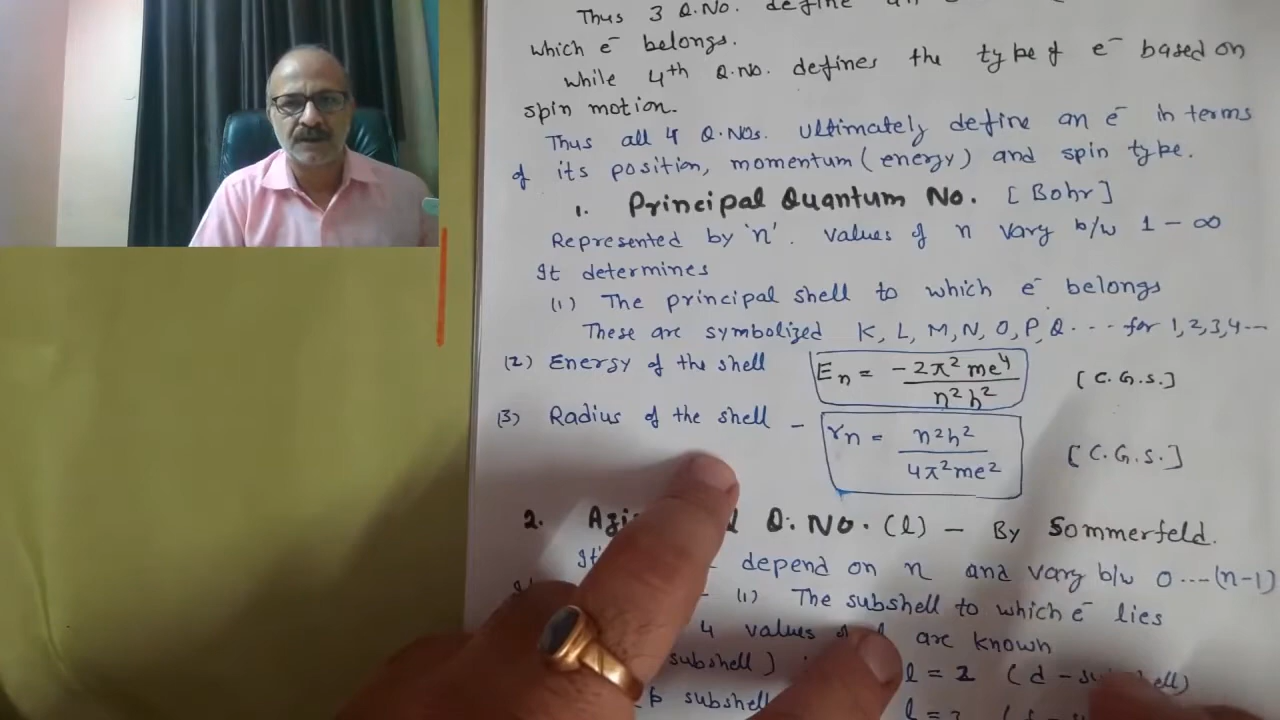 Thus 3 Q.No. define an
which e⁻ belongs.
while 4th Q.No. defines the type of e⁻ based on
spin motion.
Thus all 4 Q.Nos. ultimately define an e⁻ in terms
of its position, momentum (energy) and spin type.
1. Principal Quantum No. [Bohr]
Represented by 'n'. values of n vary b/w 1 - ∞
It determines
(1) The principal shell to which e⁻ belongs
These are symbolized K, L, M, N, O, P, Q... for 1,2,3,4...
(2) Energy of the shell En = -2π²me⁴/n²h² [C.G.S.]
(3) Radius of the shell - rn = n²h²/4π²me² [C.G.S.]
2. Q. No. (l) - By Sommerfeld.
depend on n and vary b/w 0....(n-1)
(1) The subshell to which e⁻ lies
4 values of l are known
subshell) l = 2 (d -
subshell